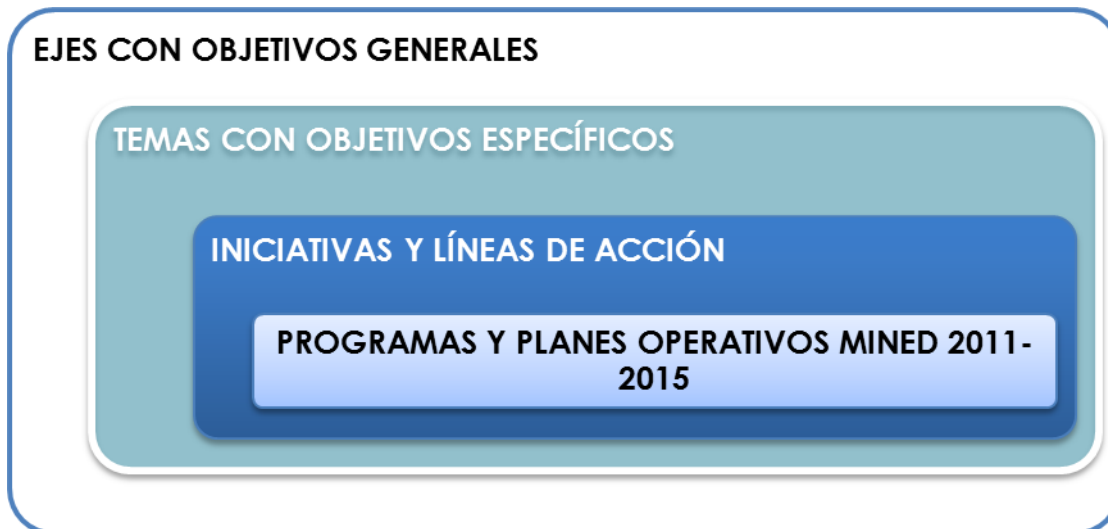 EJES CON OBJETIVOS GENERALES
TEMAS CON OBJETIVOS ESPECÍFICOS
INICIATIVAS Y LÍNEAS DE ACCIÓN
PROGRAMAS Y PLANES OPERATIVOS MINED 2011-
2015